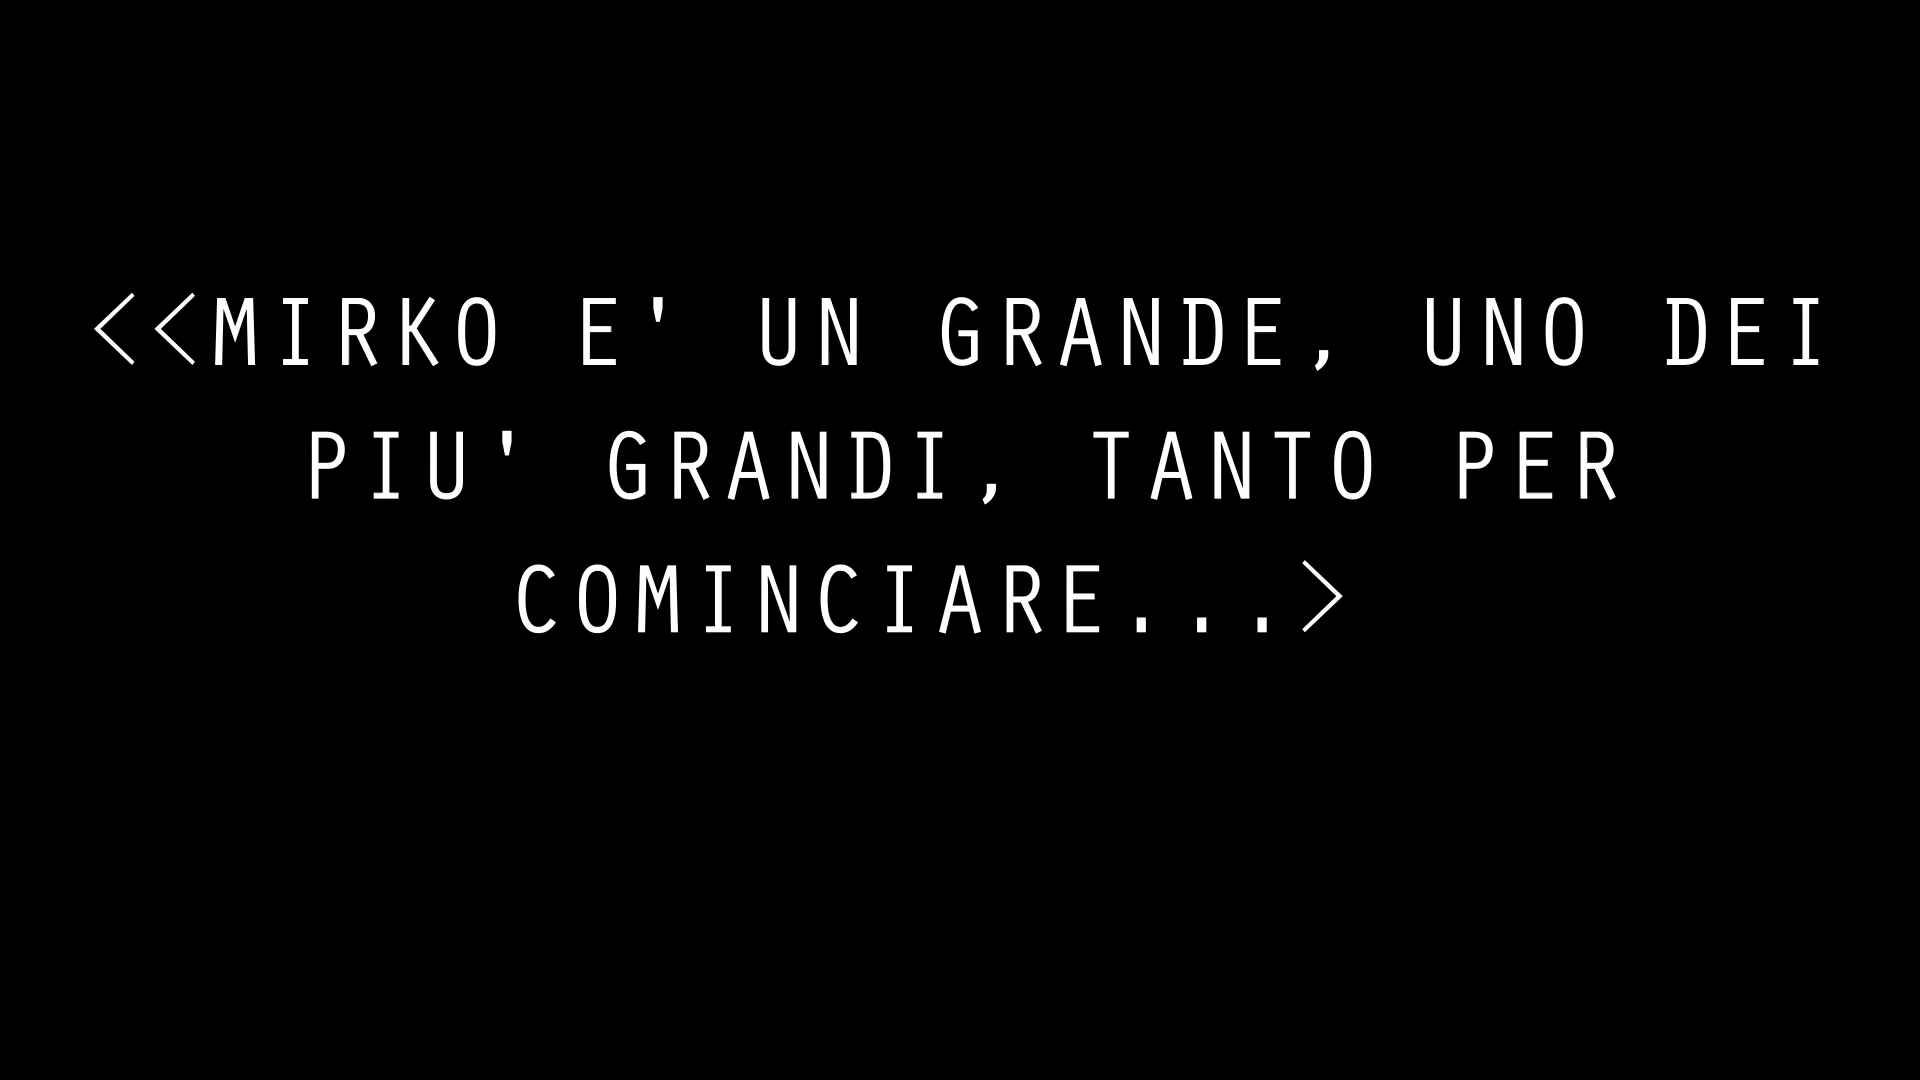 <<MIRKO E' UN GRANDE, UNO DEI
PIU' GRANDI, TANTO PER
COMINCIARE...>